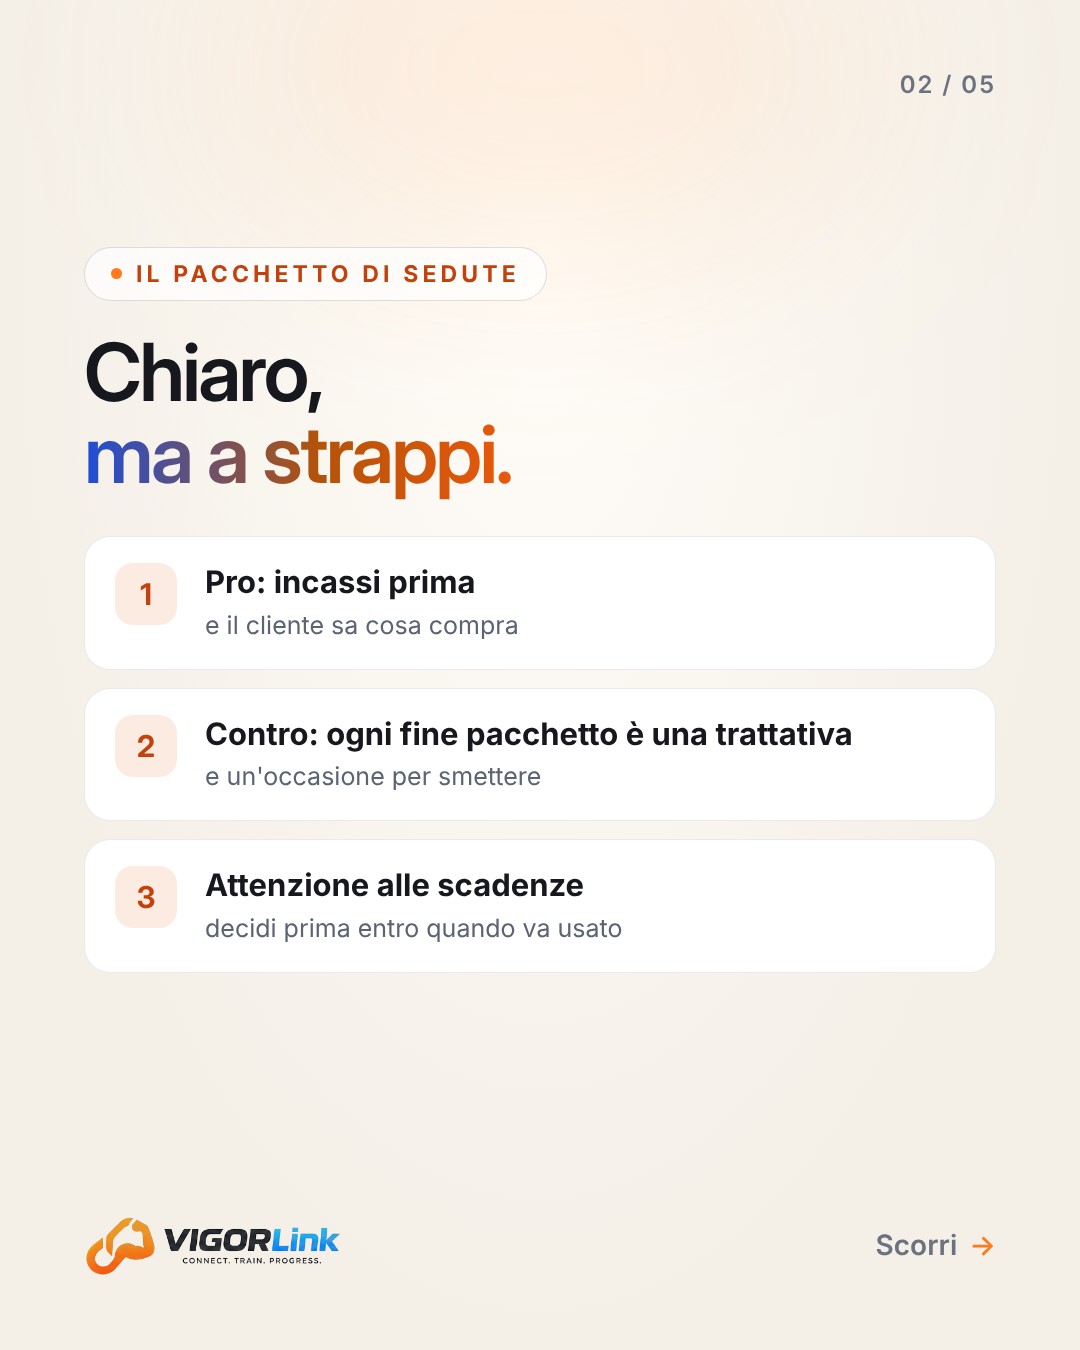 02 / 05
IL PACCHETTO DI SEDUTE
Chiaro,
ma a strappi.
1
Pro: incassi prima
e il cliente sa cosa compra
2
Contro: ogni fine pacchetto è una trattativa
e un'occasione per smettere
3
Attenzione alle scadenze
decidi prima entro quando va usato
VIGORLink
CONNECT. TRAIN. PROGRESS.
Scorri →